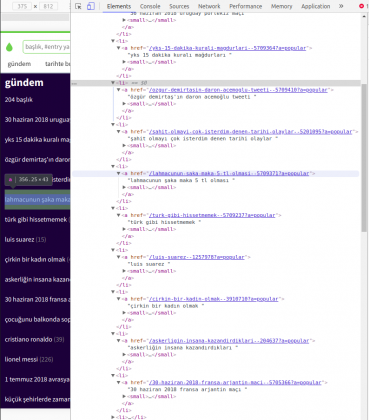 375 × 812
Elements Console Sources Network Performance Memory Application »
başlık, #entry, @ya
gündem tarihte b
gündem
204 başlık
30 haziran 2018 urugua
yks 15 dakika kuralı mağ
özgür demirtaş'ın daron
356.25 × 43
lahmacunun şaka maka
türk gibi hissetmemek (
luis suarez (15)
çirkin bir kadın olmak (
askerliğin insana kazan
30 haziran 2018 fransa a
çocuğunu balkonda sop
cristiano ronaldo (39)
lionel messi (226)
1 temmuz 2018 avrasya
küçük şehirlerde zaman
30 haziran 2018 uruguay portekiz maçı "
▶<small>…</small>
</a>
</li>
▼<li>
▼<a href="/yks-15-dakika-kurali-magdurlari--5709364?a=popular">
"yks 15 dakika kuralı mağdurları "
▶<small>…</small>
</a>
</li>
▼<li> == $0
▼<a href="/ozgur-demirtasin-daron-acemoglu-tweeti--5709410?a=popular">
"özgür demirtaş'ın daron acemoğlu tweeti "
▶<small>…</small>
</a>
</li>
▼<li>
▼<a href="/sahit-olmayi-cok-isterdim-denen-tarihi-olaylar--5201895?a=popular">
"şahit olmayı çok isterdim denen tarihi olaylar "
▶<small>…</small>
</a>
</li>
▼<li>
▼<a href="/lahmacunun-saka-maka-5-tl-olmasi--5709371?a=popular">
"lahmacunun şaka maka 5 tl olması "
▶<small>…</small>
</a>
</li>
▼<li>
▼<a href="/turk-gibi-hissetmemek--5709237?a=popular">
"türk gibi hissetmemek "
▶<small>…</small>
</a>
</li>
▼<li>
▼<a href="/luis-suarez--1257978?a=popular">
"luis suarez "
▶<small>…</small>
</a>
</li>
▼<li>
▼<a href="/cirkin-bir-kadin-olmak--3910710?a=popular">
"çirkin bir kadın olmak "
▶<small>…</small>
</a>
</li>
▼<li>
▼<a href="/askerligin-insana-kazandirdiklari--204637?a=popular">
"askerliğin insana kazandırdıkları "
▶<small>…</small>
</a>
</li>
▼<li>
▼<a href="/30-haziran-2018-fransa-arjantin-maci--5705366?a=popular">
"30 haziran 2018 fransa arjantin maçı "
▶<small>…</small>
</a>
</li>